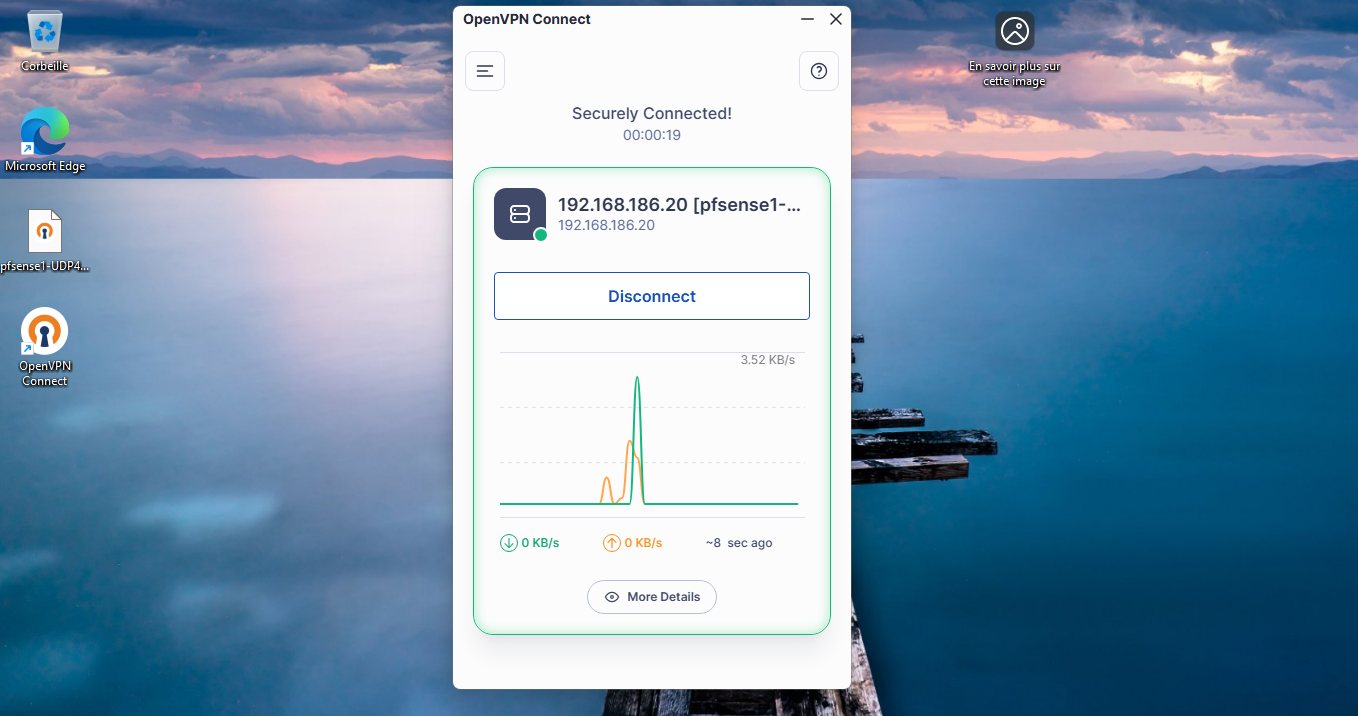 Corbeille
Microsoft Edge
pfsense1-UDP4...
OpenVPN
Connect
OpenVPN Connect
Securely Connected!
00:00:19
192.168.186.20 [pfsense1-...
192.168.186.20
Disconnect
3.52 KB/s
0 KB/s
0 KB/s
~8 sec ago
More Details
En savoir plus sur
cette image